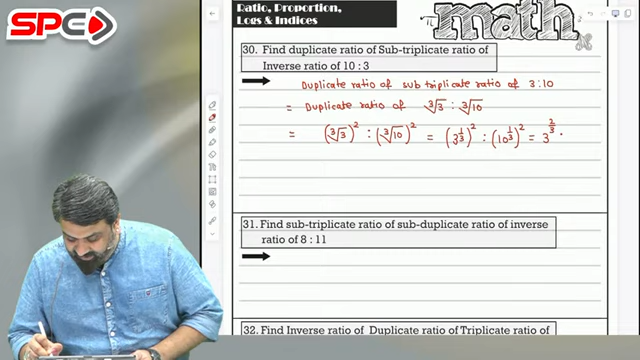 SPC
Ratio, Proportion,
Logs & Indices
math
30. Find duplicate ratio of Sub-triplicate ratio of
Inverse ratio of 10 : 3
Duplicate ratio of sub triplicate ratio of 3:10
= Duplicate ratio of ∛3 : ∛10
= (∛3)² : (∛10)² = (3^(1/3))² : (10^(1/3))² = 3^(2/3) :
31. Find sub-triplicate ratio of sub-duplicate ratio of inverse
ratio of 8 : 11
32. Find Inverse ratio of Duplicate ratio of Triplicate ratio of